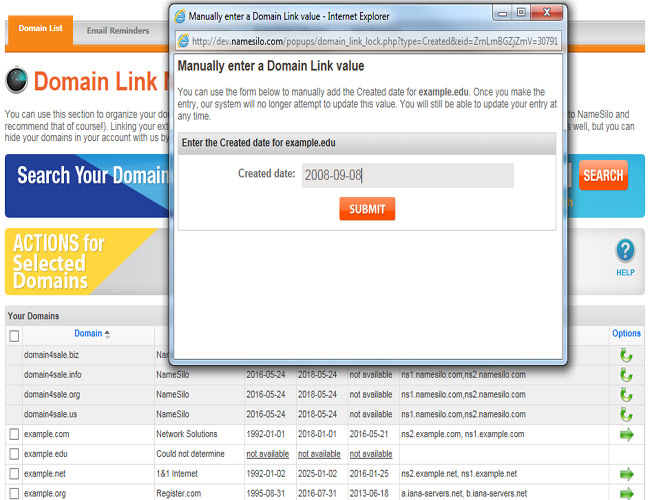 Manually enter a Domain Link value - Internet Explorer
http://dev.namesilo.com/popups/domain_link_lock.php?type=Created&eid=ZmLmBGZjZmV=30791
Manually enter a Domain Link value
You can use the form below to manually add the Created date for example.edu. Once you make the
entry, our system will no longer attempt to update this value. You will still be able to update your entry at
any time.
Enter the Created date for example.edu
Created date: 2008-09-08
SUBMIT
Domain List Email Reminders
Domain Link
You can use this section to organize your dom to NameSilo and
recommend that of course!). Linking your ext s well, but you can
hide your domains in your account with us by
Search Your Domain SEARCH
ACTIONS for
Selected
Domains
HELP
Your Domains
Domain Options
domain4sale.biz Nam
domain4sale.info NameSilo 2016-05-24 2018-05-24 not available ns1.namesilo.com,ns2.namesilo.com
domain4sale.org NameSilo 2016-05-24 2018-05-24 not available ns1.namesilo.com,ns2.namesilo.com
domain4sale.us NameSilo 2016-05-24 2018-05-24 not available ns1.namesilo.com,ns2.namesilo.com
example.com Network Solutions 1992-01-01 2018-01-01 2016-05-21 ns2.example.com, ns1.example.com
example.edu Could not determine not available not available not available
example.net 1&1 Internet 1992-01-02 2025-01-02 2016-01-25 ns2.example.net, ns1.example.net
example.org Register.com 1995-08-31 2016-07-31 2013-06-18 a.iana-servers.net, b.iana-servers.net